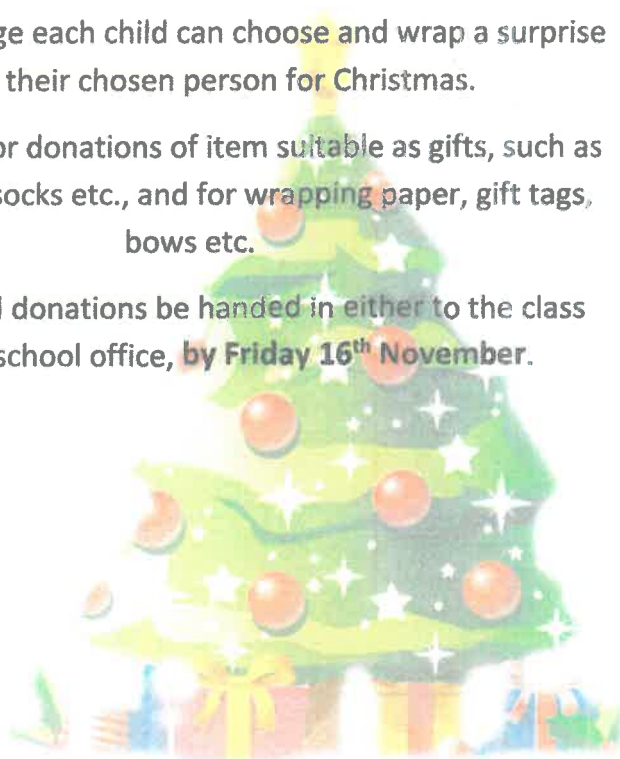 ge each child can choose and wrap a surprise
their chosen person for Christmas.
or donations of item suitable as gifts, such as
socks etc., and for wrapping paper, gift tags,
bows etc.
donations be handed in either to the class
school office, by Friday 16th November.